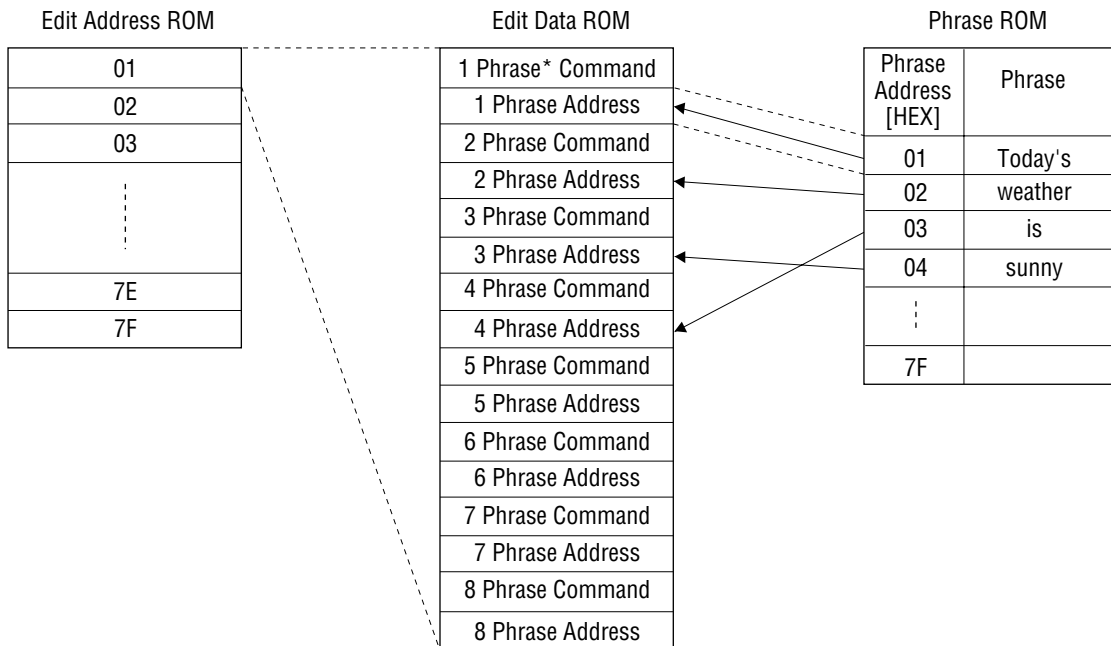 Edit Address ROM
01
02
03
7E
7F
Edit Data ROM
1 Phrase* Command
1 Phrase Address
2 Phrase Command
2 Phrase Address
3 Phrase Command
3 Phrase Address
4 Phrase Command
4 Phrase Address
5 Phrase Command
5 Phrase Address
6 Phrase Command
6 Phrase Address
7 Phrase Command
7 Phrase Address
8 Phrase Command
8 Phrase Address
Phrase ROM
Phrase
Address
[HEX]
Phrase
01 Today's
02 weather
03 is
04 sunny
7F